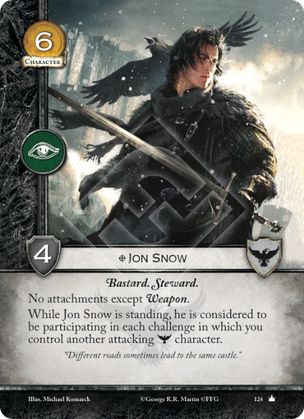 6
CHARACTER
4
JON SNOW
Bastard. Steward.
No attachments except Weapon.
While Jon Snow is standing, he is considered to
be participating in each challenge in which you
control another attacking character.
"Different roads sometimes lead to the same castle."
Illus. Michael Komarck ©George R.R. Martin ©FFG 124